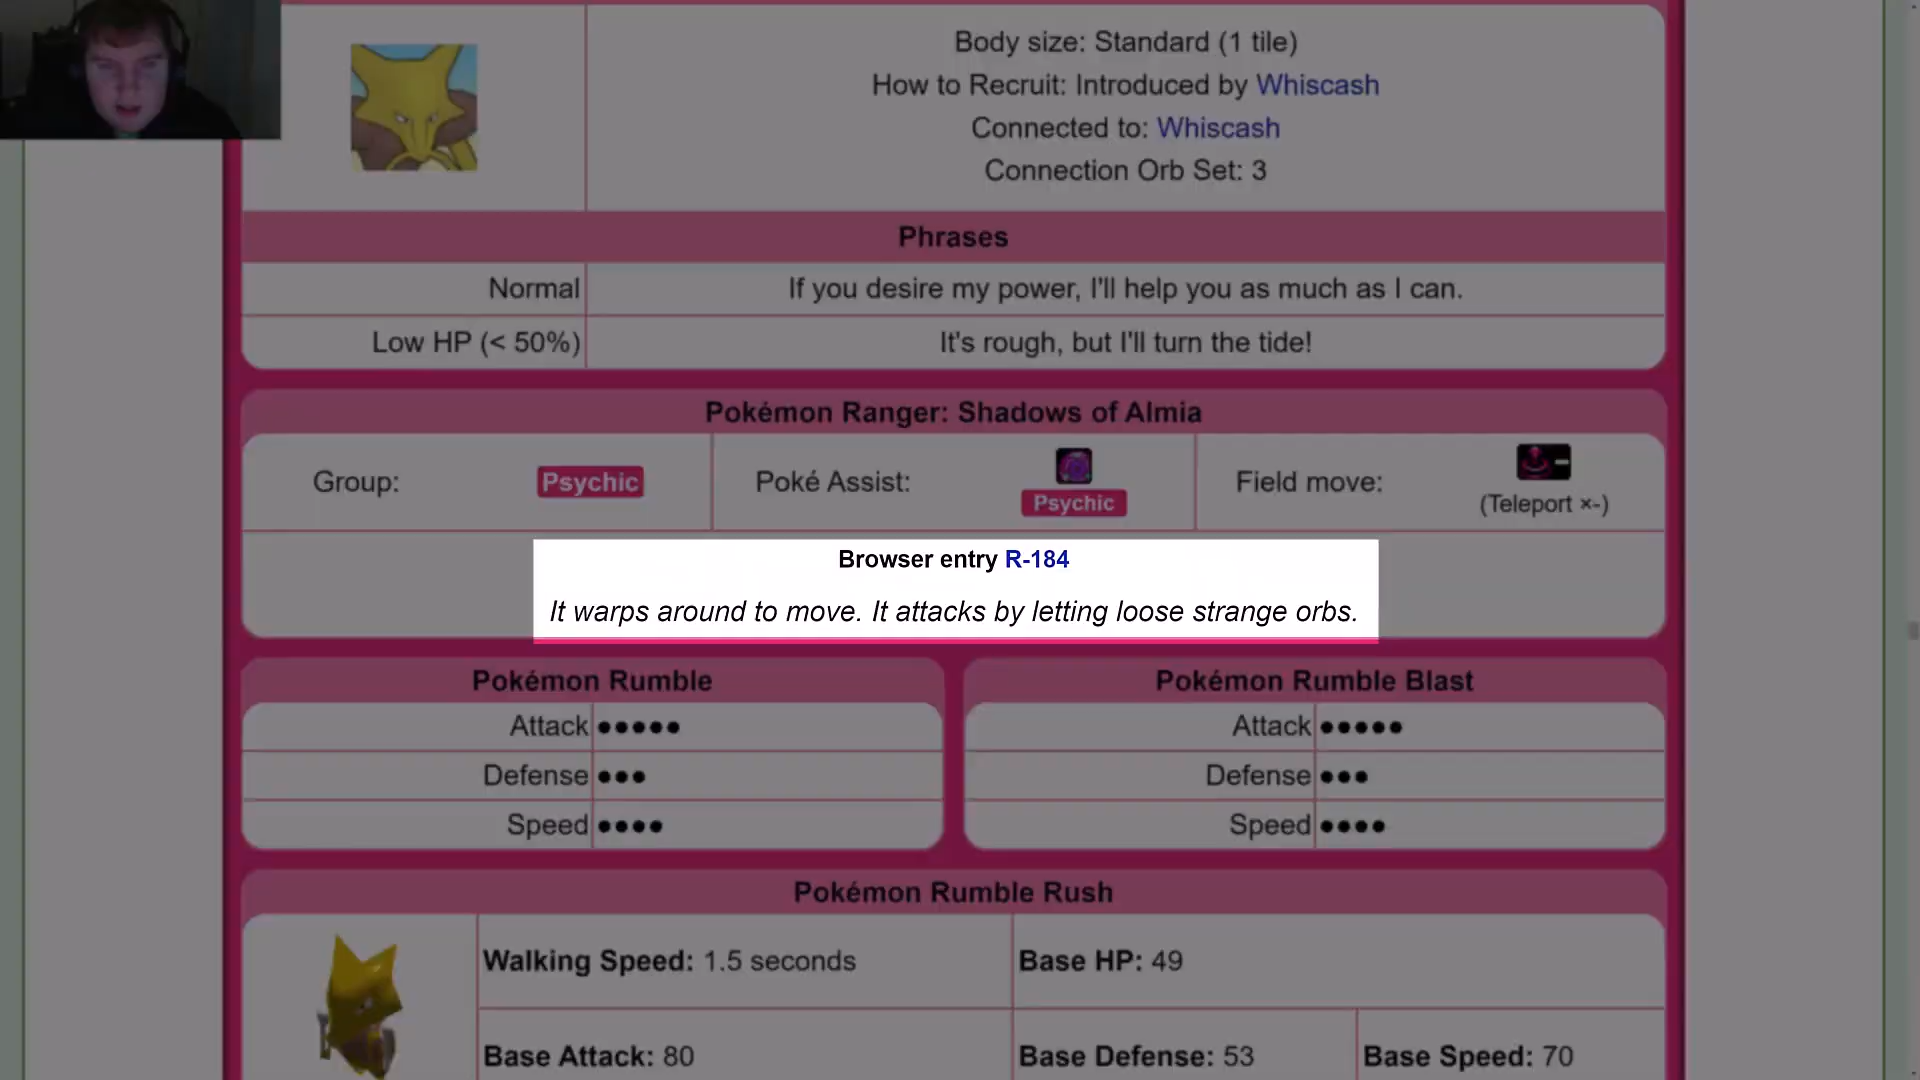 Body size: Standard (1 tile)
How to Recruit: Introduced by Whiscash
Connected to: Whiscash
Connection Orb Set: 3
Phrases
Normal If you desire my power, I'll help you as much as I can.
Low HP (< 50%) It's rough, but I'll turn the tide!
Pokémon Ranger: Shadows of Almia
Group: Psychic Poké Assist: Psychic Field move: (Teleport ×-)
Browser entry R-184
It warps around to move. It attacks by letting loose strange orbs.
Pokémon Rumble
Attack ●●●●●
Defense ●●●
Speed ●●●●
Pokémon Rumble Blast
Attack ●●●●●
Defense ●●●
Speed ●●●●
Pokémon Rumble Rush
Walking Speed: 1.5 seconds Base HP: 49
Base Attack: 80 Base Defense: 53 Base Speed: 70